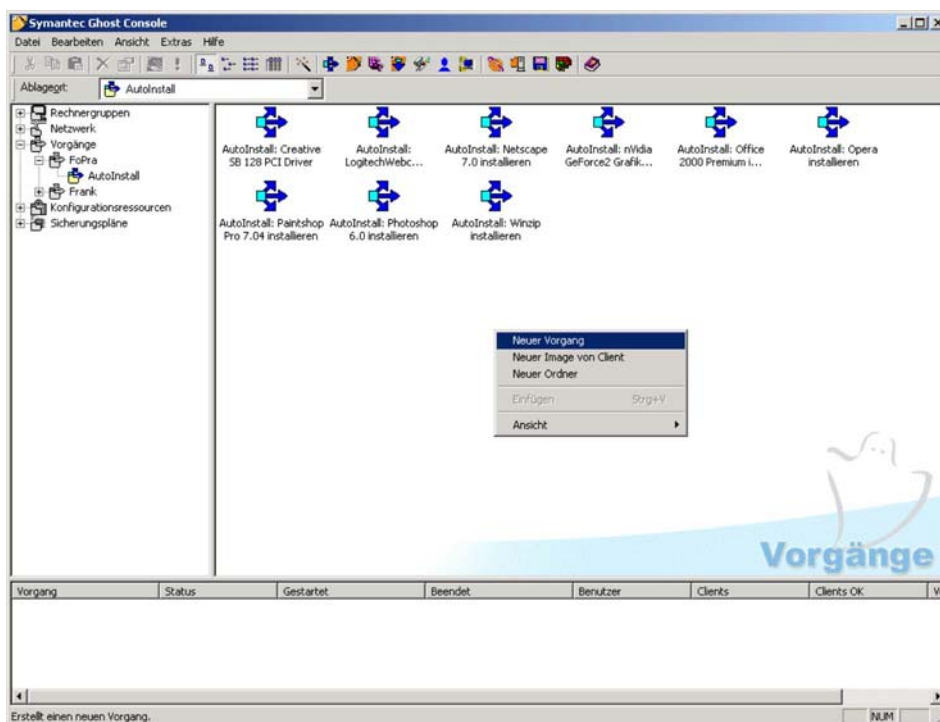 Symantec Ghost Console
Datei Bearbeiten Ansicht Extras Hilfe
Ablageort: AutoInstall
Rechnergruppen
Netzwerk
Vorgänge
FoPra
AutoInstall
Frank
Konfigurationsressourcen
Sicherungspläne
AutoInstall: Creative
SB 128 PCI Driver
AutoInstall:
LogitechWebc...
AutoInstall: Netscape
7.0 installieren
AutoInstall: nVidia
GeForce2 Grafik...
AutoInstall: Office
2000 Premium i...
AutoInstall: Opera
installieren
AutoInstall: Paintshop
Pro 7.04 installieren
AutoInstall: Photoshop
6.0 installieren
AutoInstall: Winzip
installieren
Neuer Vorgang
Neuer Image von Client
Neuer Ordner
Einfügen Strg+V
Ansicht
Vorgänge
Vorgang Status Gestartet Beendet Benutzer Clients Clients OK
Erstellt einen neuen Vorgang. NUM